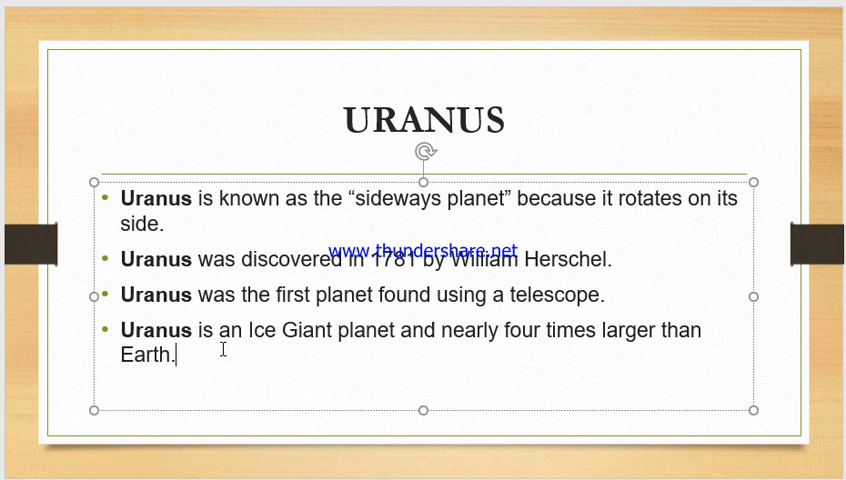 URANUS
• Uranus is known as the “sideways planet” because it rotates on its
side.
www.thundershare.net
• Uranus was discovered in 1781 by William Herschel.
• Uranus was the first planet found using a telescope.
• Uranus is an Ice Giant planet and nearly four times larger than
Earth.